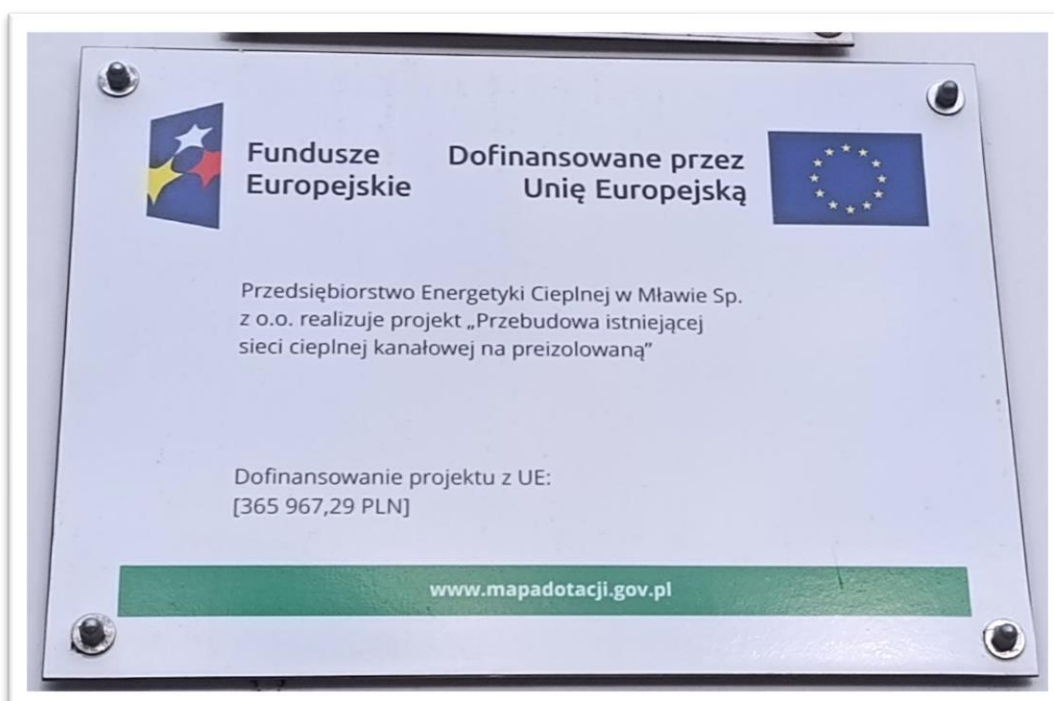 Fundusze
Europejskie
Dofinansowane przez
Unię Europejską
Przedsiębiorstwo Energetyki Cieplnej w Mławie Sp.
z o.o. realizuje projekt „Przebudowa istniejącej
sieci cieplnej kanałowej na preizolowaną”
Dofinansowanie projektu z UE:
[365 967,29 PLN]
www.mapadotacji.gov.pl